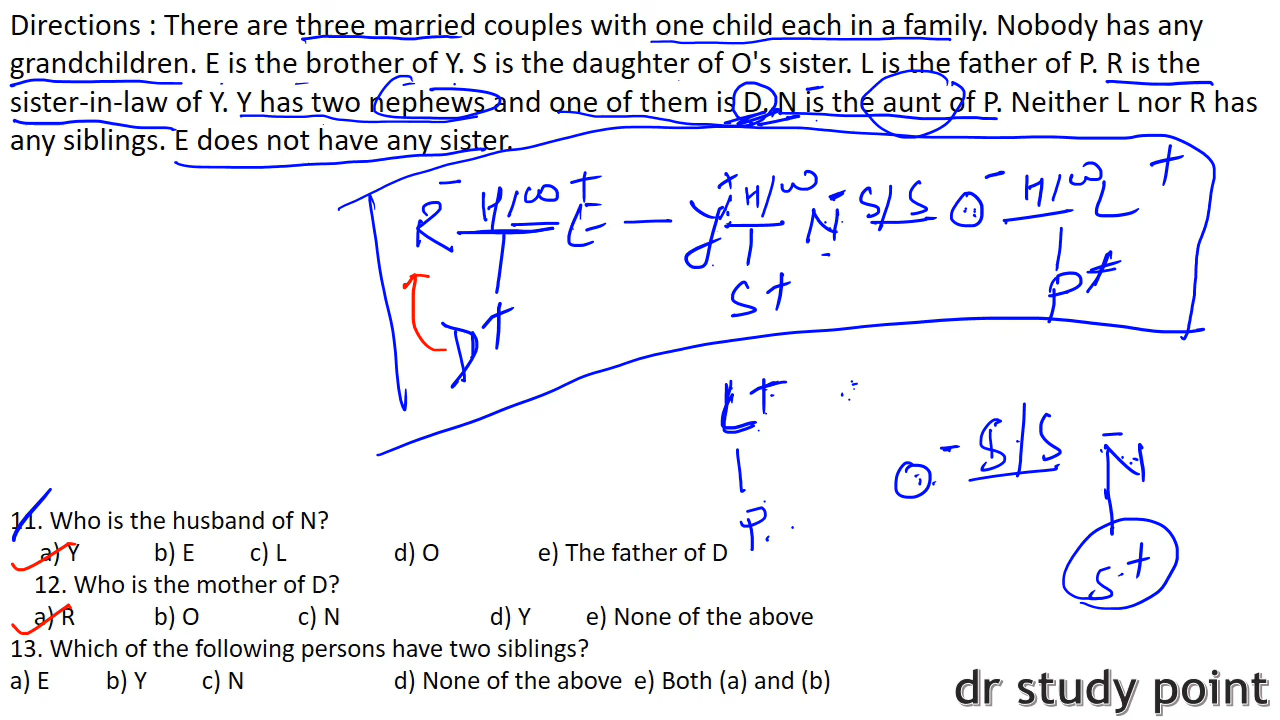 Directions : There are three married couples with one child each in a family. Nobody has any
grandchildren. E is the brother of Y. S is the daughter of O's sister. L is the father of P. R is the
sister-in-law of Y. Y has two nephews and one of them is D. N is the aunt of P. Neither L nor R has
any siblings. E does not have any sister.
R - H/W E + — Y + H/W N - S/S O - H/W L +
D + S + P +
L +
P
O - S/S N -
S +
11. Who is the husband of N?
a) Y b) E c) L d) O e) The father of D
12. Who is the mother of D?
a) R b) O c) N d) Y e) None of the above
13. Which of the following persons have two siblings?
a) E b) Y c) N d) None of the above e) Both (a) and (b)
dr study point